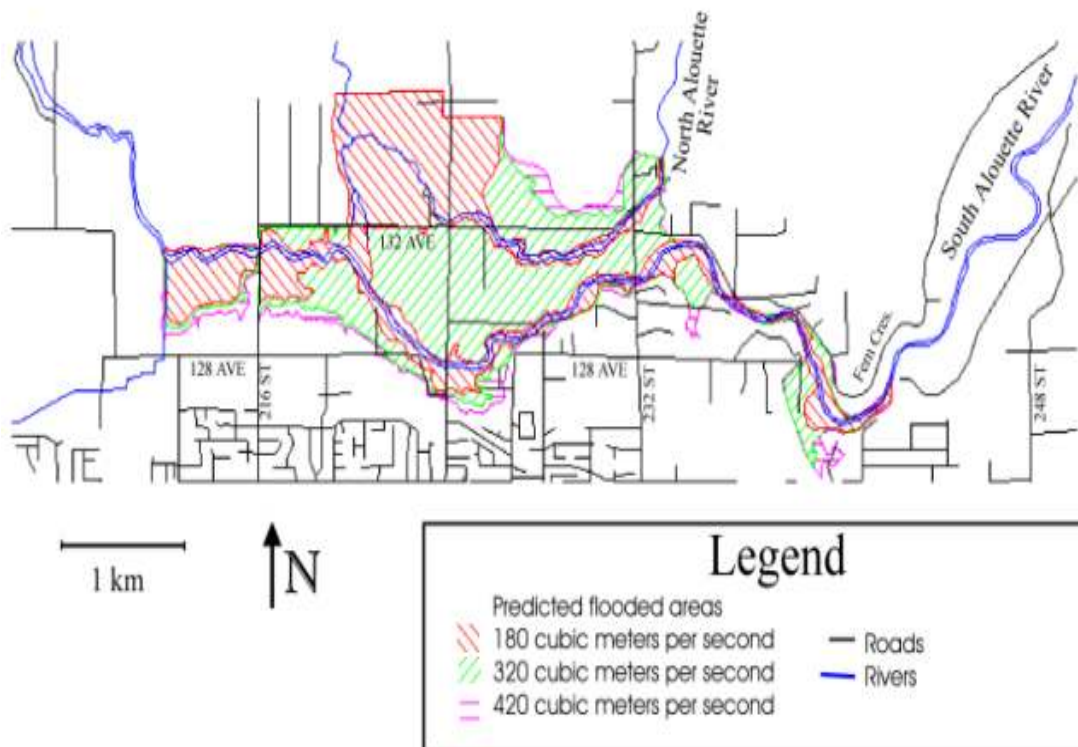 North Alouette
River
South Alouette River
132 AVE
Fern Cres.
128 AVE
128 AVE
216 ST
232 ST
248 ST
1 km
N
Legend
Predicted flooded areas
180 cubic meters per second
320 cubic meters per second
420 cubic meters per second
Roads
Rivers